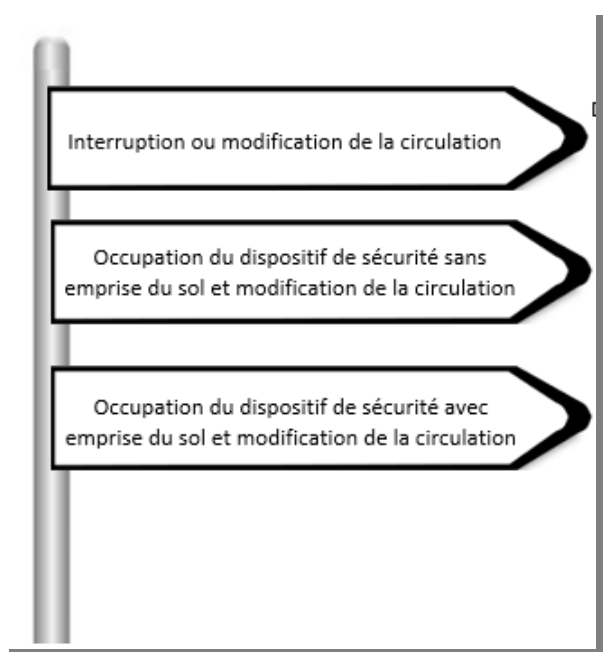 Interruption ou modification de la circulation
Occupation du dispositif de sécurité sans
emprise du sol et modification de la circulation
Occupation du dispositif de sécurité avec
emprise du sol et modification de la circulation